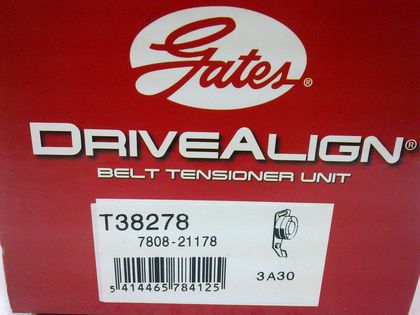 Gates®
DRIVEALIGN®
BELT TENSIONER UNIT
T38278
7808-21178
3A30
5 414465 784125